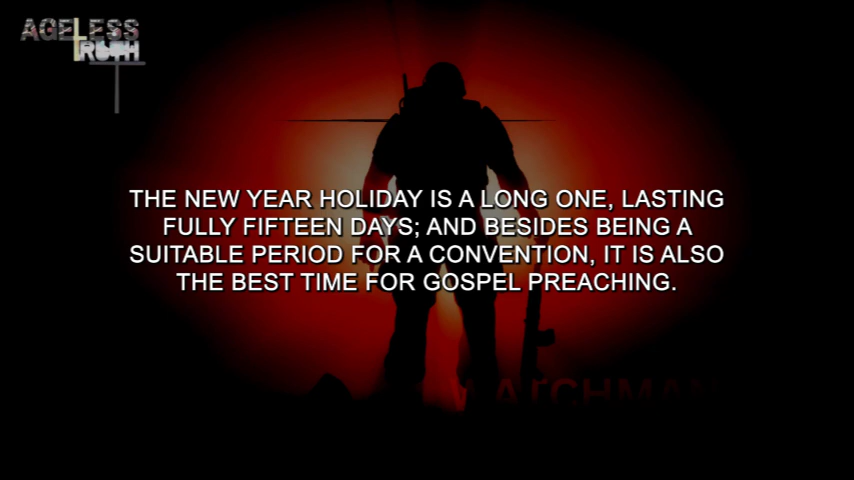 AGELESS
TRUTH
THE NEW YEAR HOLIDAY IS A LONG ONE, LASTING
FULLY FIFTEEN DAYS; AND BESIDES BEING A
SUITABLE PERIOD FOR A CONVENTION, IT IS ALSO
THE BEST TIME FOR GOSPEL PREACHING.
WATCHMAN